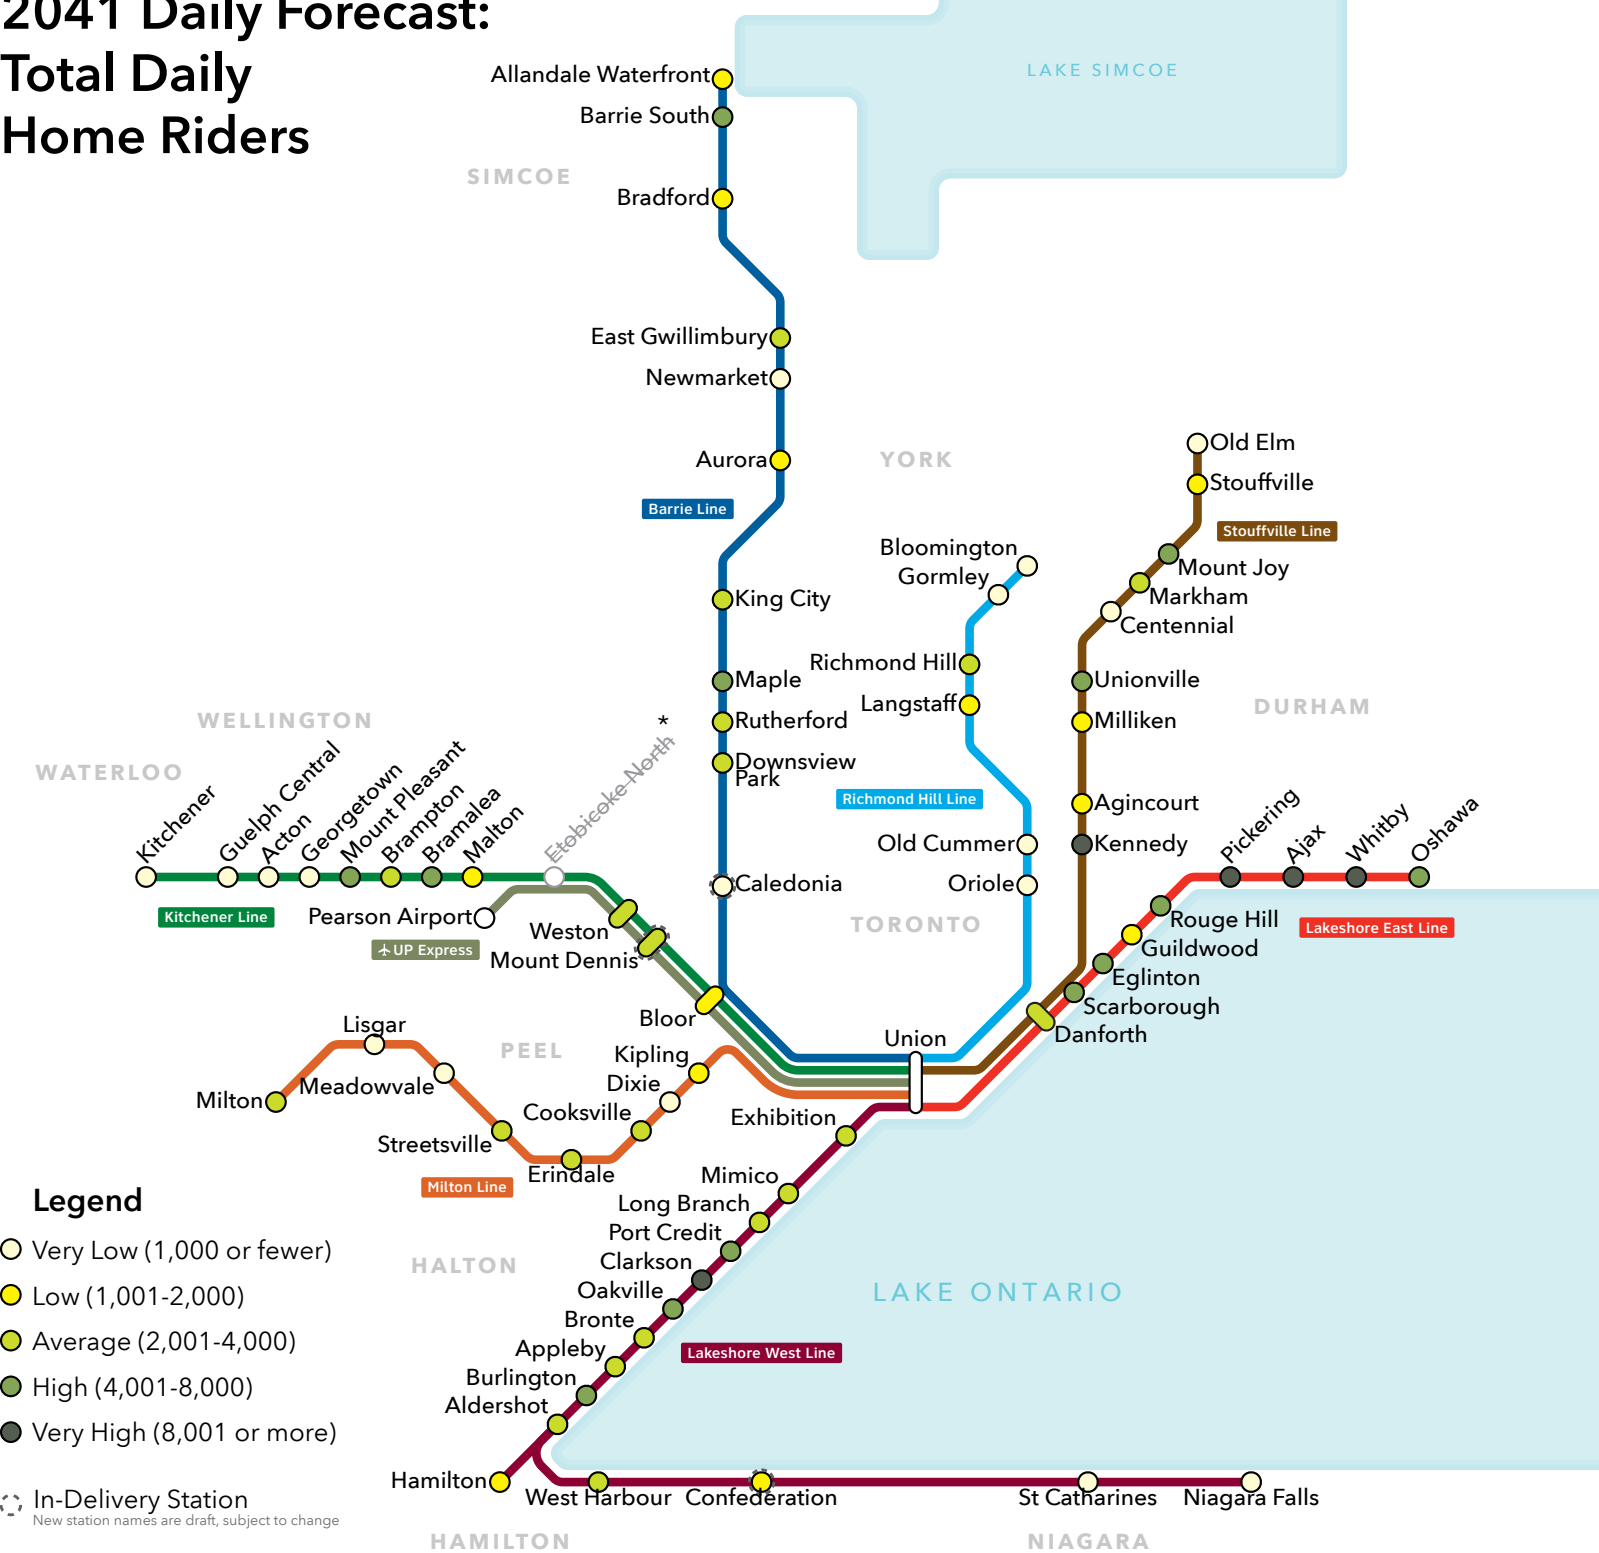 2041 Daily Forecast:
Total Daily
Home Riders
LAKE SIMCOE
Allandale Waterfront
Barrie South
SIMCOE
Bradford
East Gwillimbury
Newmarket
Aurora
YORK
Barrie Line
Old Elm
Stouffville
Stouffville Line
Bloomington
Gormley
Mount Joy
Markham
Centennial
King City
Richmond Hill
Maple
Langstaff
Unionville
Rutherford
Milliken
DURHAM
WELLINGTON
*
WATERLOO
Downsview
Park
Richmond Hill Line
Agincourt
Old Cummer
Kennedy
Kitchener
Guelph Central
Acton
Georgetown
Mount Pleasant
Brampton
Bramalea
Malton
Etobicoke North
Pickering
Ajax
Whitby
Oshawa
Caledonia
Oriole
Kitchener Line
Pearson Airport
UP Express
Weston
Mount Dennis
TORONTO
Rouge Hill
Lakeshore East Line
Guildwood
Eglinton
Scarborough
Danforth
Bloor
Union
Lisgar
PEEL
Kipling
Meadowvale
Dixie
Milton
Cooksville
Exhibition
Streetsville
Erindale
Milton Line
Mimico
Long Branch
Port Credit
Clarkson
Oakville
Bronte
Appleby
Burlington
Aldershot
HALTON
LAKE ONTARIO
Lakeshore West Line
Legend
Very Low (1,000 or fewer)
Low (1,001-2,000)
Average (2,001-4,000)
High (4,001-8,000)
Very High (8,001 or more)
In-Delivery Station
New station names are draft, subject to change
Hamilton
West Harbour
Confederation
St Catharines
Niagara Falls
HAMILTON
NIAGARA